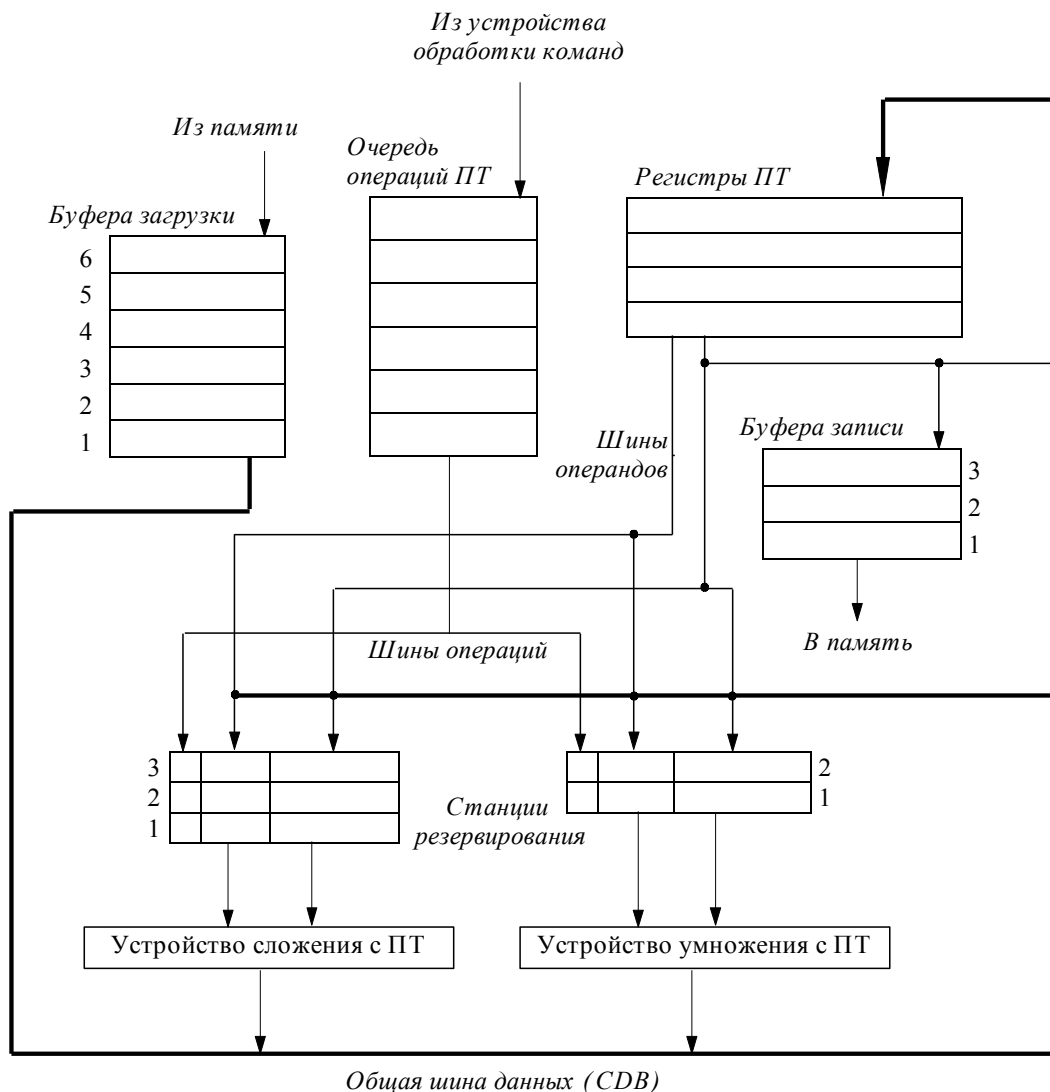 Из устройства
обработки команд
Из памяти
Очередь
операций ПТ
Регистры ПТ
Буфера загрузки
6
5
4
3
2
1
Шины
операндов
Буфера записи
3
2
1
В память
Шины операций
3
2
1
2
1
Станции
резервирования
Устройство сложения с ПТ
Устройство умножения с ПТ
Общая шина данных (CDB)